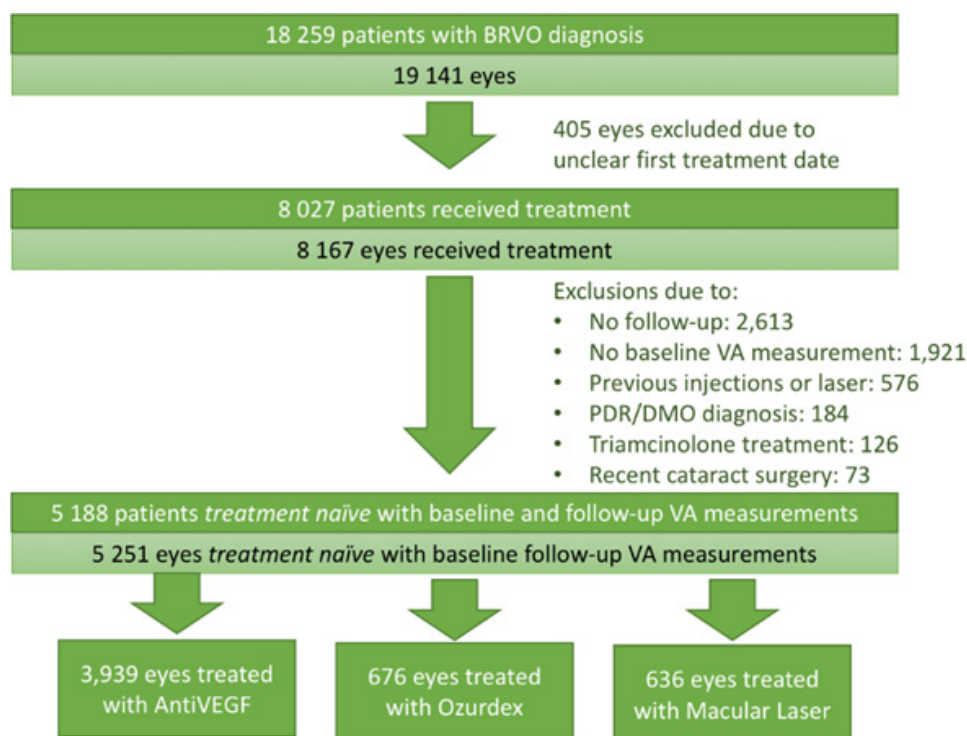 18 259 patients with BRVO diagnosis
19 141 eyes
405 eyes excluded due to
unclear first treatment date
8 027 patients received treatment
8 167 eyes received treatment
Exclusions due to:
• No follow-up: 2,613
• No baseline VA measurement: 1,921
• Previous injections or laser: 576
• PDR/DMO diagnosis: 184
• Triamcinolone treatment: 126
• Recent cataract surgery: 73
5 188 patients treatment naïve with baseline and follow-up VA measurements
5 251 eyes treatment naïve with baseline follow-up VA measurements
3,939 eyes treated
with AntiVEGF
676 eyes treated
with Ozurdex
636 eyes treated
with Macular Laser